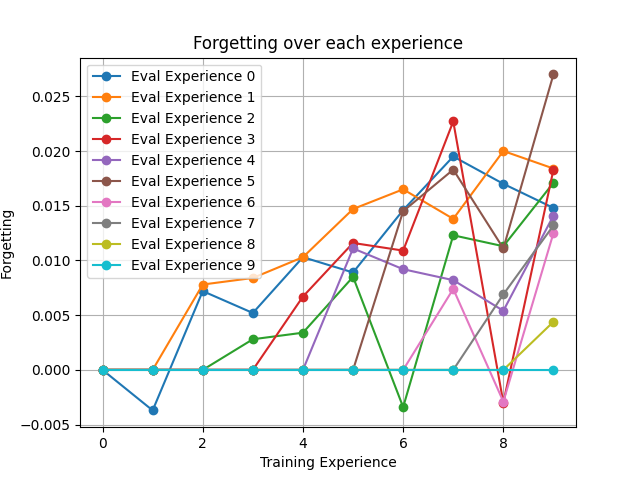 Forgetting over each experience
Eval Experience 0
Eval Experience 1
Eval Experience 2
Eval Experience 3
Eval Experience 4
Eval Experience 5
Eval Experience 6
Eval Experience 7
Eval Experience 8
Eval Experience 9
0.025
0.020
0.015
0.010
0.005
0.000
−0.005
Forgetting
0 2 4 6 8
Training Experience